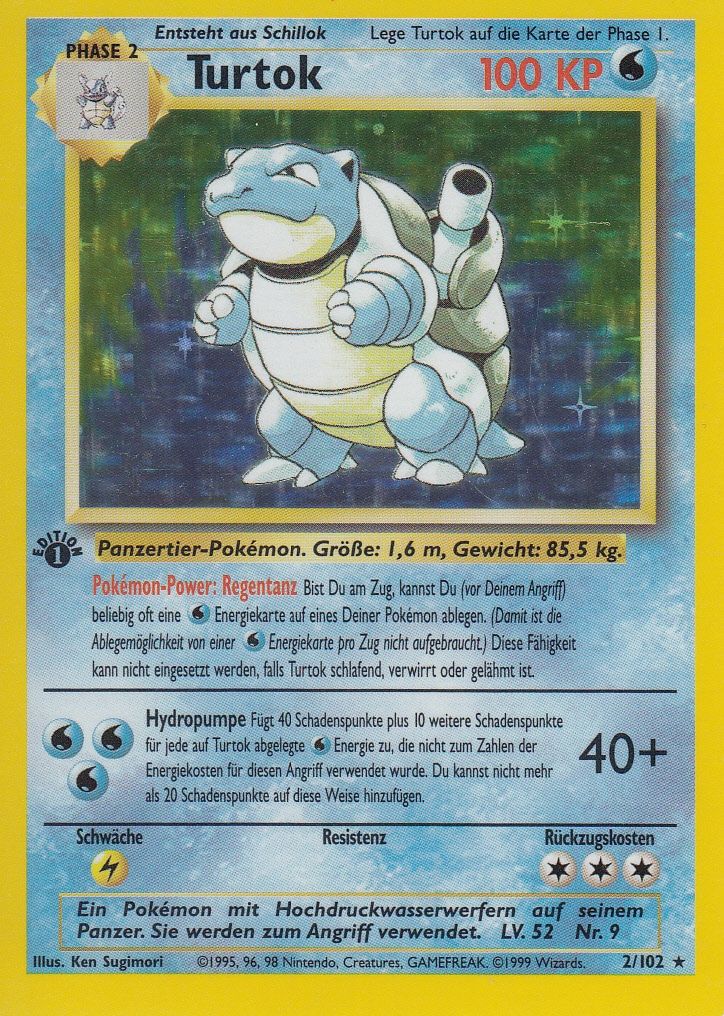 Entsteht aus Schillok Lege Turtok auf die Karte der Phase 1.
PHASE 2
Turtok 100 KP
EDITION 1
Panzertier-Pokémon. Größe: 1,6 m, Gewicht: 85,5 kg.
Pokémon-Power: Regentanz Bist Du am Zug, kannst Du (vor Deinem Angriff)
beliebig oft eine Energiekarte auf eines Deiner Pokémon ablegen. (Damit ist die
Ablegemöglichkeit von einer Energiekarte pro Zug nicht aufgebraucht.) Diese Fähigkeit
kann nicht eingesetzt werden, falls Turtok schlafend, verwirrt oder gelähmt ist.
Hydropumpe Fügt 40 Schadenspunkte plus 10 weitere Schadenspunkte
für jede auf Turtok abgelegte Energie zu, die nicht zum Zahlen der
Energiekosten für diesen Angriff verwendet wurde. Du kannst nicht mehr
als 20 Schadenspunkte auf diese Weise hinzufügen.
40+
Schwäche Resistenz Rückzugskosten
Ein Pokémon mit Hochdruckwasserwerfern auf seinem
Panzer. Sie werden zum Angriff verwendet. LV. 52 Nr. 9
Illus. Ken Sugimori ©1995, 96, 98 Nintendo, Creatures, GAMEFREAK. ©1999 Wizards. 2/102 ★